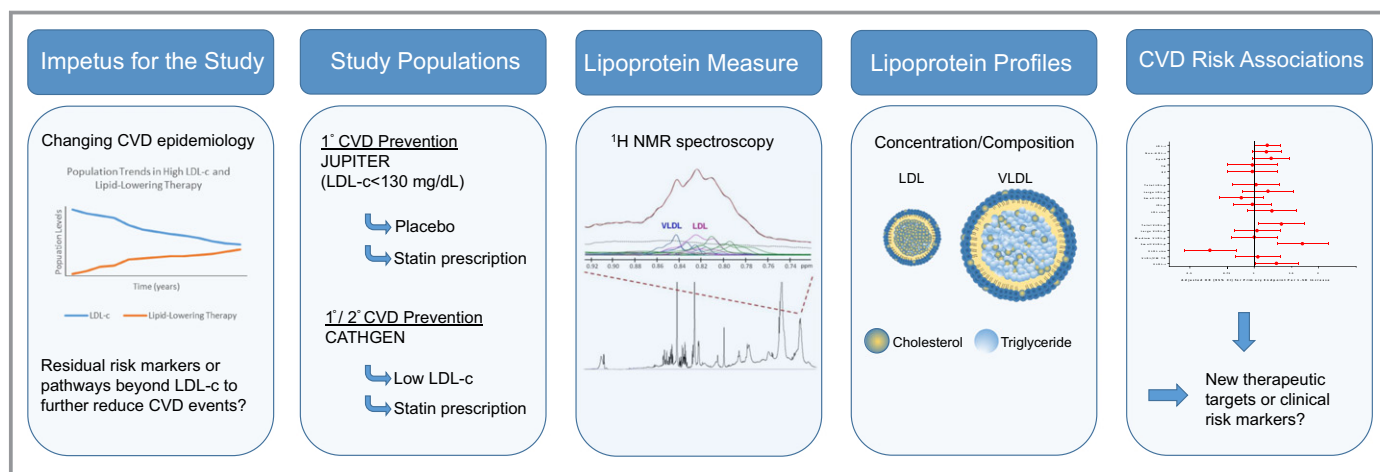 Impetus for the Study
Changing CVD epidemiology
Population Trends in High LDL-c and
Lipid-Lowering Therapy
Population Levels
Time (years)
LDL-c
Lipid-Lowering Therapy
Residual risk markers or
pathways beyond LDL-c to
further reduce CVD events?
Study Populations
1° CVD Prevention
JUPITER
(LDL-c<130 mg/dL)
Placebo
Statin prescription
1°/ 2° CVD Prevention
CATHGEN
Low LDL-c
Statin prescription
Lipoprotein Measure
¹H NMR spectroscopy
VLDL LDL
0.92 0.90 0.88 0.86 0.84 0.82 0.80 0.78 0.76 0.74 ppm
Lipoprotein Profiles
Concentration/Composition
LDL
VLDL
Cholesterol
Triglyceride
CVD Risk Associations
New therapeutic
targets or clinical
risk markers?